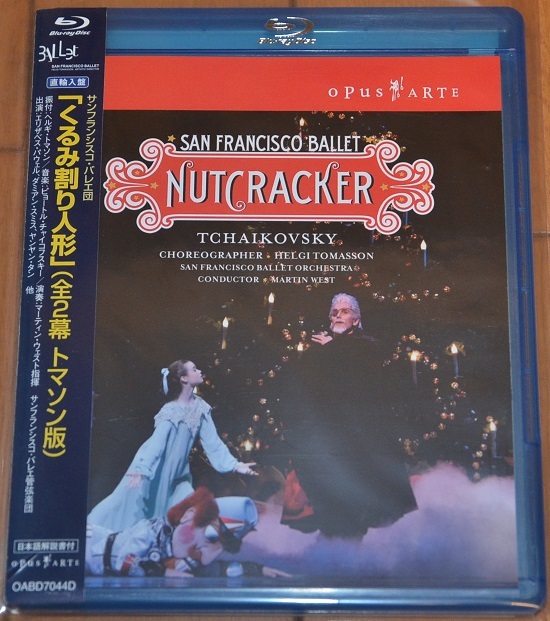 Blu-ray Disc
Ballet
SAN FRANCISCO BALLET
直輸入盤
サンフランシスコ・バレエ団
「くるみ割り人形」(全2幕 トマソン版)
振付:ヘルギ・トマソン/音楽:ピョートル・チャイコフスキー/演奏:マーティン・ウェスト指揮 サンフランシスコ・バレエ管弦楽団
出演:エリザベス・パウェル、ダミアン・スミス、ヤンヤン・タン 他
日本語解説書付
OPUS ARTE
OABD7044D
Blu-ray Disc
OPUS ARTE
SAN FRANCISCO BALLET
NUTCRACKER
TCHAIKOVSKY
CHOREOGRAPHER • HELGI TOMASSON
SAN FRANCISCO BALLET ORCHESTRA
CONDUCTOR • MARTIN WEST